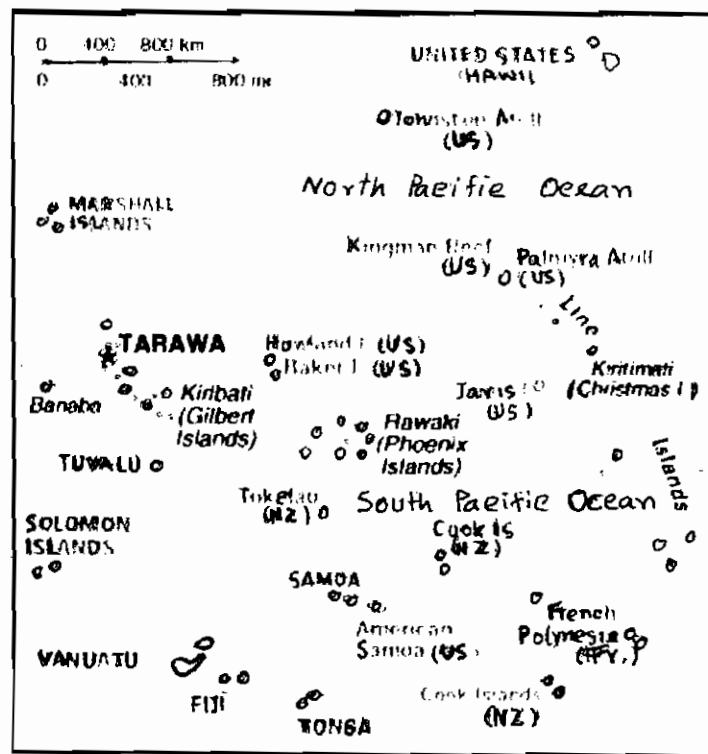 0 400 800 km
0 400 800 mi
UNITED STATES
(HAWII)
Johnston Atoll
(US)
North Pacific Ocean
MARSHALL
ISLANDS
Kingman Reef
(US)
Palmyra Atoll
(US)
Line
TARAWA
Howland I (US)
Baker I (US)
Kiritimati
(Christmas I)
Jarvis I
(US)
Banaba
Kiribati
(Gilbert
Islands)
Rawaki
(Phoenix
Islands)
Islands
TUVALU
Tokelau
(NZ)
South Pacific Ocean
SOLOMON
ISLANDS
Cook Is
(NZ)
SAMOA
American
Samoa (US)
French
Polynesia
VANUATU
FIJI
TONGA
Cook Islands
(NZ)